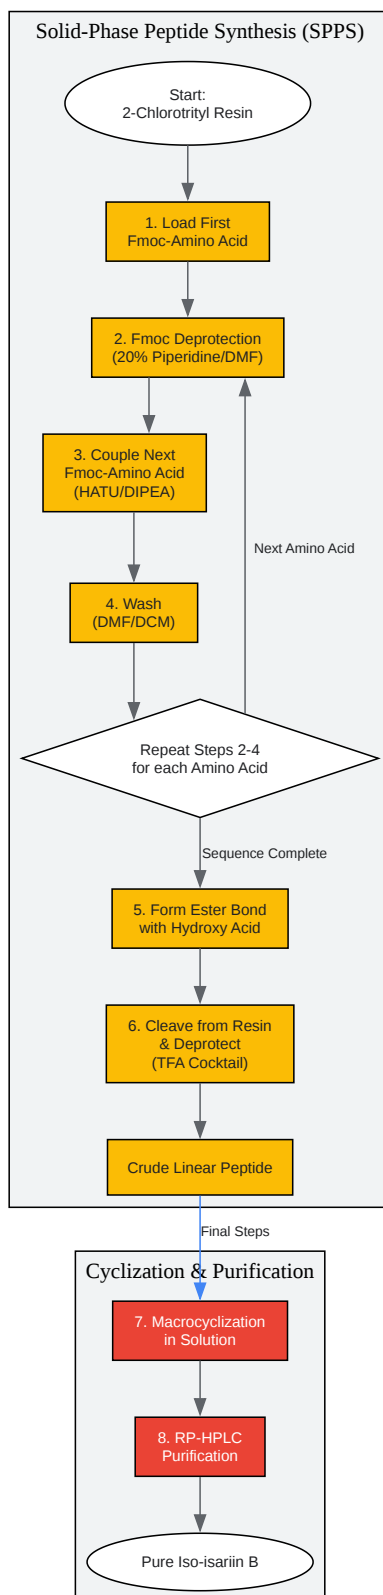 Solid-Phase Peptide Synthesis (SPPS)
Start:
2-Chlorotrityl Resin
1. Load First
Fmoc-Amino Acid
2. Fmoc Deprotection
(20% Piperidine/DMF)
3. Couple Next
Fmoc-Amino Acid
(HATU/DIPEA)
Next Amino Acid
4. Wash
(DMF/DCM)
Repeat Steps 2-4
for each Amino Acid
Sequence Complete
5. Form Ester Bond
with Hydroxy Acid
6. Cleave from Resin
& Deprotect
(TFA Cocktail)
Crude Linear Peptide
Final Steps
Cyclization & Purification
7. Macrocyclization
in Solution
8. RP-HPLC
Purification
Pure Iso-isariin B